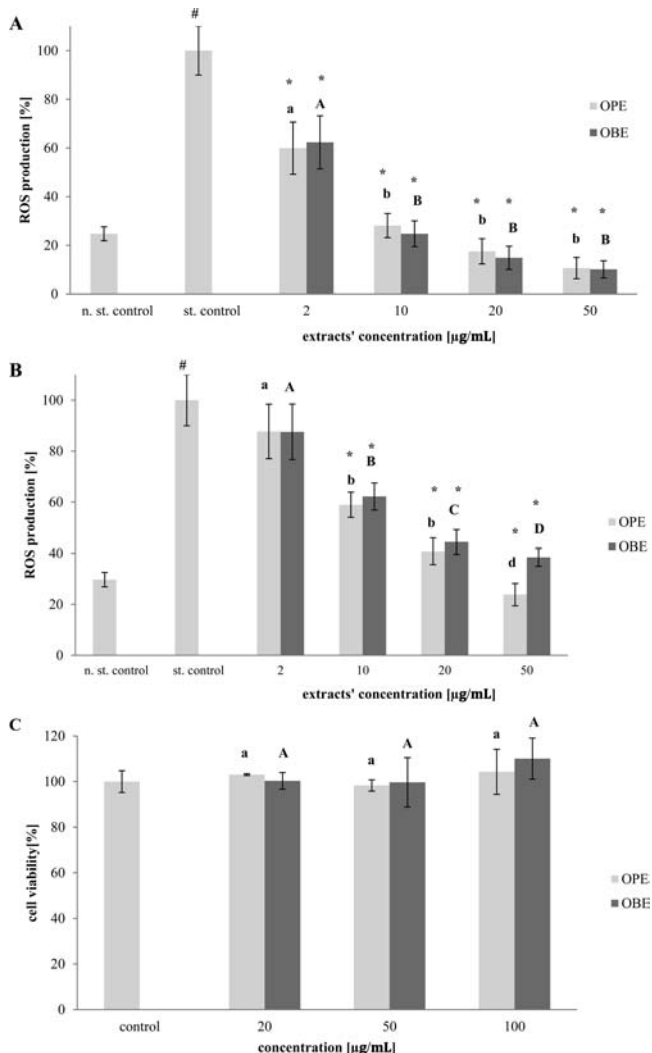 A
#
100
80
60
40
20
0
ROS production [%]
* *
a A
* *
b B
* *
b B
* *
b B
OPE
OBE
n. st. control st. control 2 10 20 50
extracts' concentration [µg/mL]
B
#
100
80
60
40
20
0
ROS production [%]
a A
* *
b B
* *
b C
* *
d D
OPE
OBE
n. st. control st. control 2 10 20 50
extracts' concentration [µg/mL]
C
120
100
80
60
40
20
0
cell viability[%]
a A
a A
a A
OPE
OBE
control 20 50 100
concentration [µg/mL]